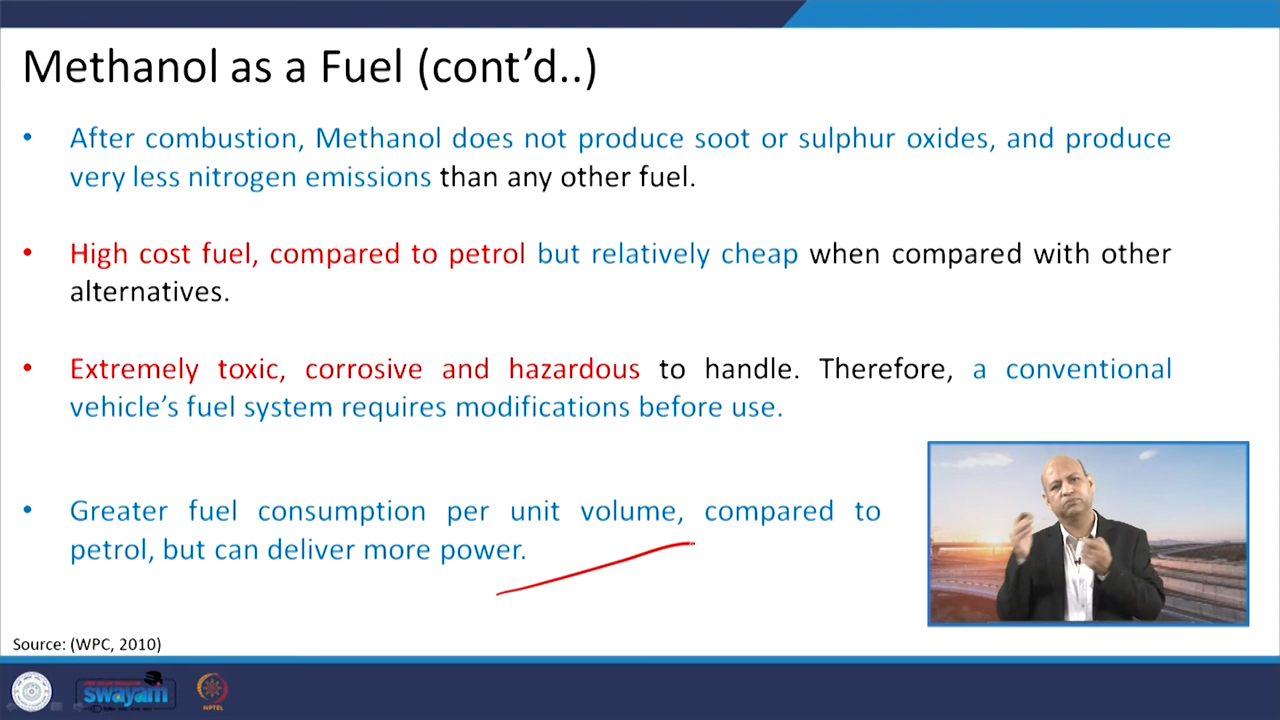 Methanol as a Fuel (cont’d..)
• After combustion, Methanol does not produce soot or sulphur oxides, and produce
very less nitrogen emissions than any other fuel.
• High cost fuel, compared to petrol but relatively cheap when compared with other
alternatives.
• Extremely toxic, corrosive and hazardous to handle. Therefore, a conventional
vehicle’s fuel system requires modifications before use.
• Greater fuel consumption per unit volume, compared to
petrol, but can deliver more power.
Source: (WPC, 2010)
swayam
NPTEL